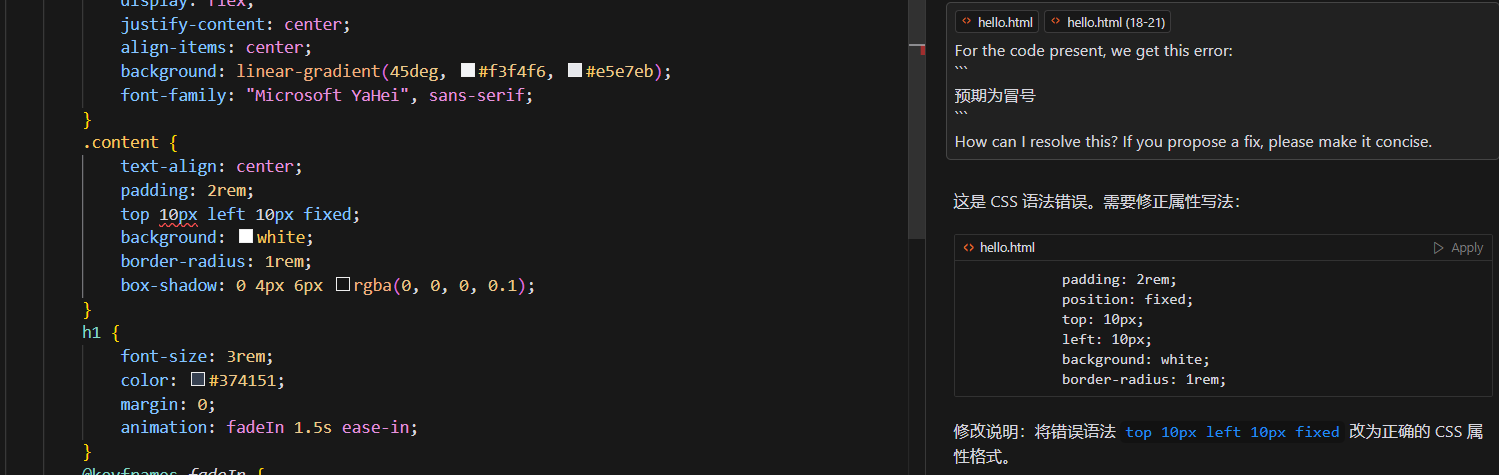 display: flex;
justify-content: center;
align-items: center;
background: linear-gradient(45deg, #f3f4f6, #e5e7eb);
font-family: "Microsoft YaHei", sans-serif;
}
.content {
text-align: center;
padding: 2rem;
top 10px left 10px fixed;
background: white;
border-radius: 1rem;
box-shadow: 0 4px 6px rgba(0, 0, 0, 0.1);
}
h1 {
font-size: 3rem;
color: #374151;
margin: 0;
animation: fadeIn 1.5s ease-in;
}
@keyframes fadeIn {
hello.html hello.html (18-21)
For the code present, we get this error:
```
预期为冒号
```
How can I resolve this? If you propose a fix, please make it concise.
这是 CSS 语法错误。需要修正属性写法：
hello.html Apply
padding: 2rem;
position: fixed;
top: 10px;
left: 10px;
background: white;
border-radius: 1rem;
修改说明：将错误语法 top 10px left 10px fixed 改为正确的 CSS 属
性格式。